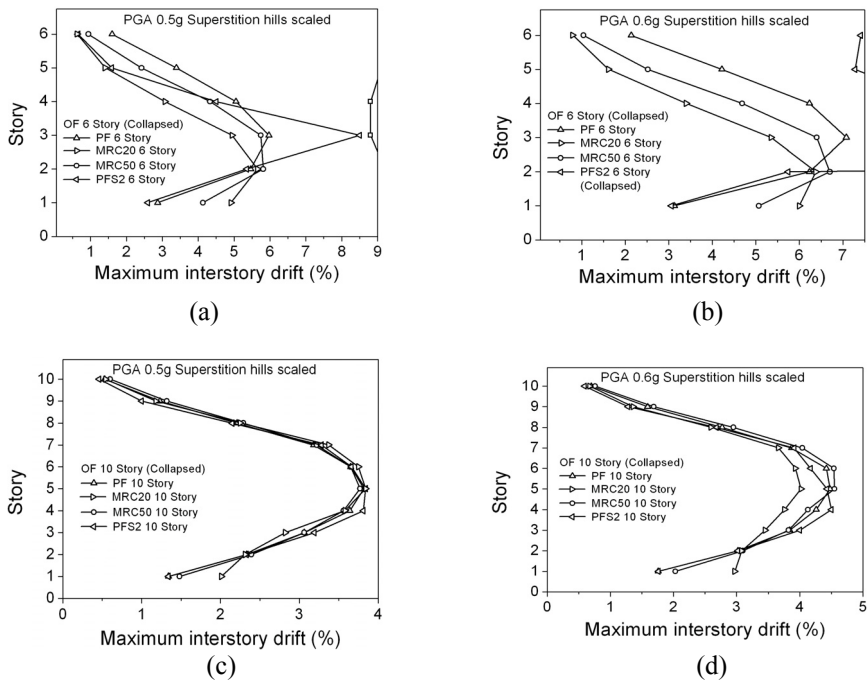 PGA 0.5g Superstition hills scaled
6
5
4
3
2
1
0
Story
OF 6 Story (Collapsed)
PF 6 Story
MRC20 6 Story
MRC50 6 Story
PFS2 6 Story
1 2 3 4 5 6 7 8 9
Maximum interstory drift (%)
(a)
PGA 0.6g Superstition hills scaled
6
5
4
3
2
1
0
Story
OF 6 Story (Collapsed)
PF 6 Story
MRC20 6 Story
MRC50 6 Story
PFS2 6 Story
(Collapsed)
1 2 3 4 5 6 7
Maximum interstory drift (%)
(b)
PGA 0.5g Superstition hills scaled
10
9
8
7
6
5
4
3
2
1
0
Story
OF 10 Story (Collapsed)
PF 10 Story
MRC20 10 Story
MRC50 10 Story
PFS2 10 Story
0 1 2 3 4
Maximum interstory drift (%)
(c)
PGA 0.6g Superstition hills scaled
10
9
8
7
6
5
4
3
2
1
0
Story
OF 10 Story (Collapsed)
PF 10 Story
MRC20 10 Story
MRC50 10 Story
PFS2 10 Story
0 1 2 3 4 5
Maximum interstory drift (%)
(d)